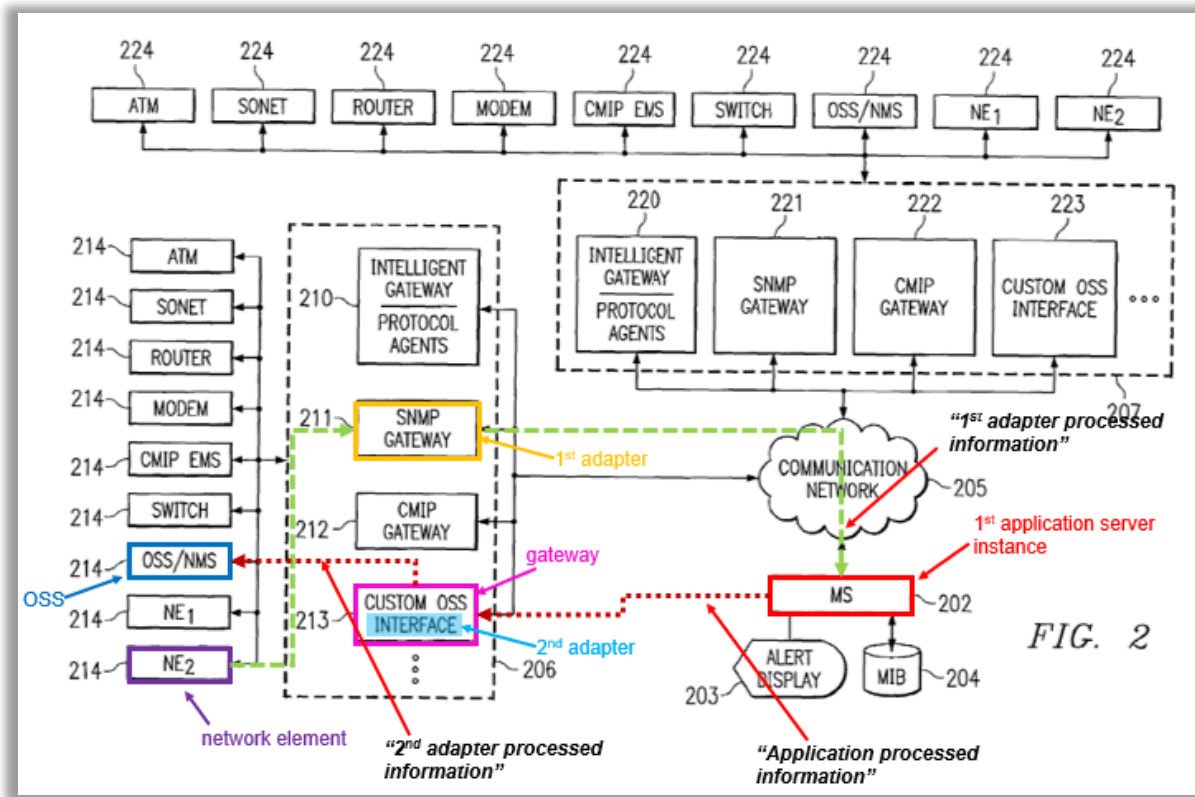 224 224 224 224 224 224 224 224 224
ATM SONET ROUTER MODEM CMIP EMS SWITCH OSS/NMS NE1 NE2
220 221 222 223
INTELLIGENT
GATEWAY
PROTOCOL
AGENTS
SNMP
GATEWAY
CMIP
GATEWAY
CUSTOM OSS
INTERFACE
207
214 ATM
214 SONET
214 ROUTER
214 MODEM
214 CMIP EMS
214 SWITCH
214 OSS/NMS
OSS
214 NE1
214 NE2
network element
210
INTELLIGENT
GATEWAY
PROTOCOL
AGENTS
211
SNMP
GATEWAY
1st adapter
212
CMIP
GATEWAY
gateway
213
CUSTOM OSS
INTERFACE
2nd adapter
206
“2nd adapter processed
information”
“1st adapter processed
information”
COMMUNICATION
NETWORK
205
1st application server
instance
MS
202
ALERT
DISPLAY
203
MIB
204
FIG. 2
“Application processed
information”